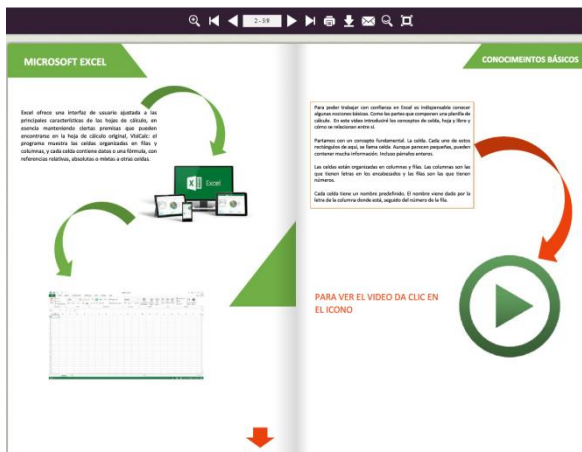 2-39
MICROSOFT EXCEL
Excel ofrece una interfaz de usuario ajustada a las
principales características de las hojas de cálculo, en
esencia manteniendo ciertas premisas que pueden
encontrarse en la hoja de cálculo original, VisiCalc: el
programa muestra las celdas organizadas en filas y
columnas, y cada celda contiene datos o una fórmula, con
referencias relativas, absolutas o mixtas a otras celdas.
Excel
CONOCIMEINTOS BÁSICOS
Para poder trabajar con confianza en Excel es indispensable conocer
algunas nociones básicas. Como las partes que componen una planilla de
cálculo. En este video introduciré los conceptos de celda, hoja y libro y
cómo se relacionan entre sí.
Partamos con un concepto fundamental. La celda. Cada uno de estos
rectángulos de aquí, se llama celda. Aunque parecen pequeños, pueden
contener mucha información. Incluso párrafos enteros.
Las celdas están organizadas en columnas y filas. Las columnas son las
que tienen letras en los encabezados y las filas son las que tienen
números.
Cada celda tiene un nombre predefinido. El nombre viene dado por la
letra de la columna donde está, seguido del número de la fila.
PARA VER EL VIDEO DA CLIC EN
EL ICONO